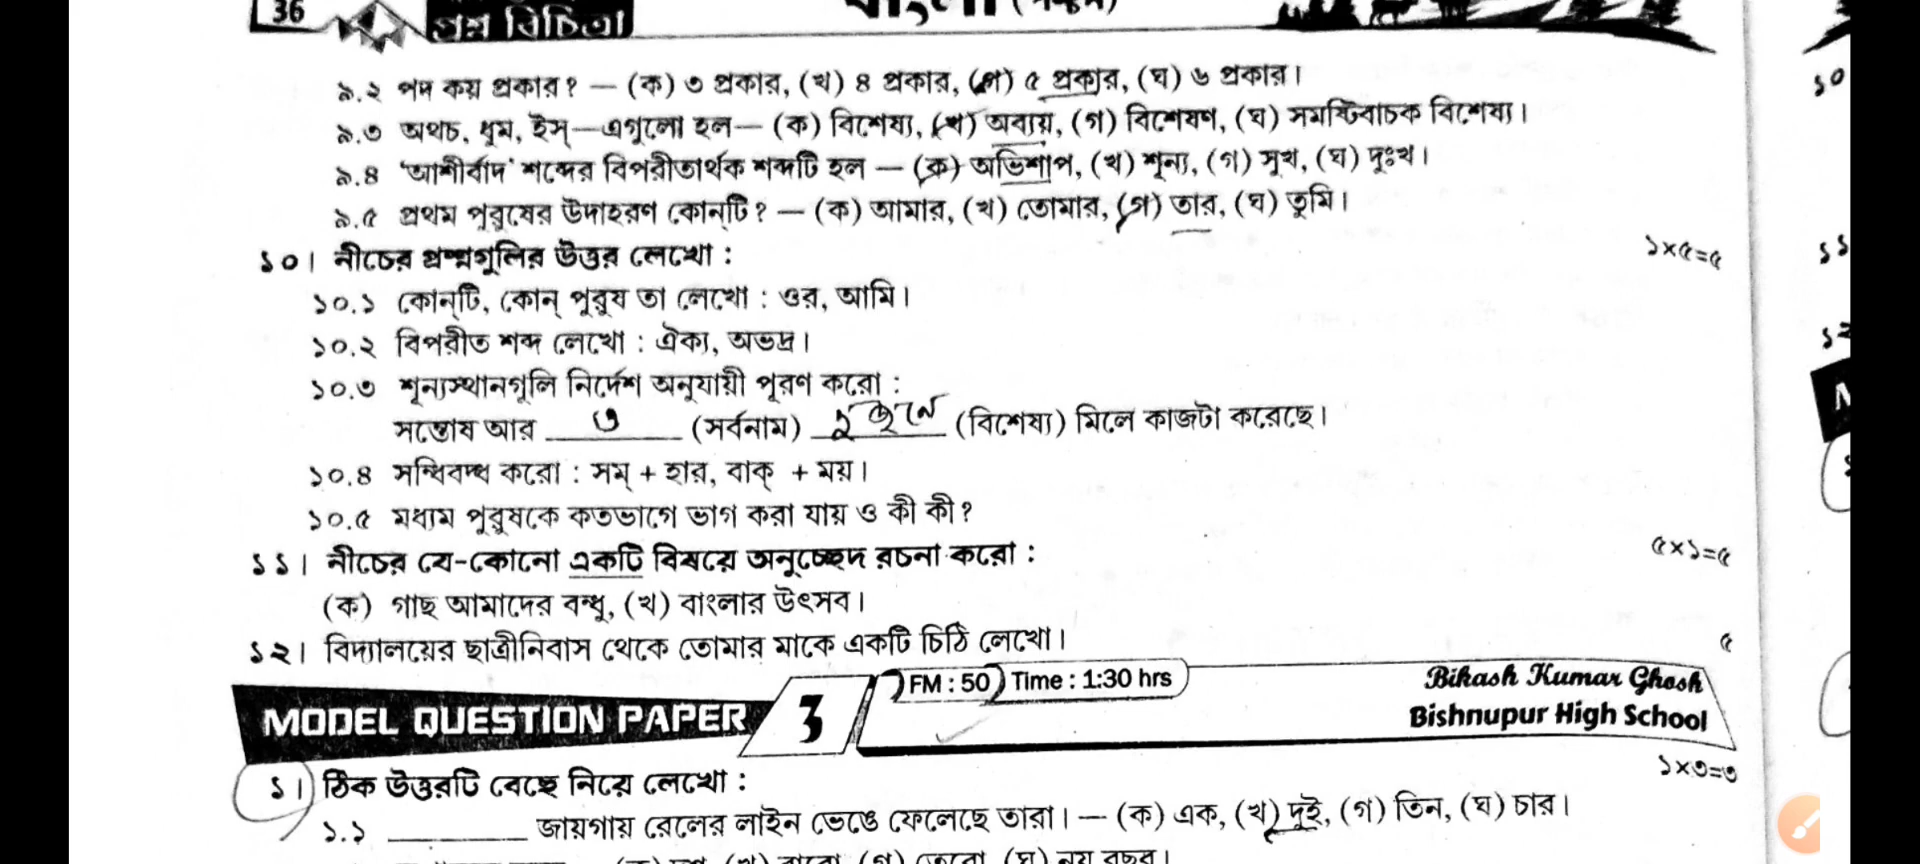 36 প্রশ্ন বিচিত্রা বাংলা
৯.২ পদ কয় প্রকার? — (ক) ৩ প্রকার, (খ) ৪ প্রকার, (গ) ৫ প্রকার, (ঘ) ৬ প্রকার।
৯.৩ অথচ, ধুম, ইস্—এগুলো হল— (ক) বিশেষ্য, (খ) অব্যয়, (গ) বিশেষণ, (ঘ) সমষ্টিবাচক বিশেষ্য।
৯.৪ 'আশীর্বাদ' শব্দের বিপরীতার্থক শব্দটি হল — (ক) অভিশাপ, (খ) শূন্য, (গ) সুখ, (ঘ) দুঃখ।
৯.৫ প্রথম পুরুষের উদাহরণ কোন্‌টি? — (ক) আমার, (খ) তোমার, (গ) তার, (ঘ) তুমি।
১০। নীচের প্রশ্নগুলির উত্তর লেখো : ১×৫=৫
১০.১ কোন্‌টি, কোন্ পুরুষ তা লেখো : ওর, আমি।
১০.২ বিপরীত শব্দ লেখো : ঐক্য, অভদ্র।
১০.৩ শূন্যস্থানগুলি নির্দেশ অনুযায়ী পূরণ করো :
সন্তোষ আর ও (সর্বনাম) দুজনে (বিশেষ্য) মিলে কাজটা করেছে।
১০.৪ সন্ধিবদ্ধ করো : সম্ + হার, বাক্ + ময়।
১০.৫ মধ্যম পুরুষকে কতভাগে ভাগ করা যায় ও কী কী?
১১। নীচের যে-কোনো একটি বিষয়ে অনুচ্ছেদ রচনা করো : ৫×১=৫
(ক) গাছ আমাদের বন্ধু, (খ) বাংলার উৎসব।
১২। বিদ্যালয়ের ছাত্রীনিবাস থেকে তোমার মাকে একটি চিঠি লেখো। ৫
MODEL QUESTION PAPER 3 FM : 50 Time : 1:30 hrs Bikash Kumar Ghosh
Bishnupur High School
১। ঠিক উত্তরটি বেছে নিয়ে লেখো : ১×৩=৩
১.১ ________ জায়গায় রেলের লাইন ভেঙে ফেলেছে তারা। — (ক) এক, (খ) দুই, (গ) তিন, (ঘ) চার।